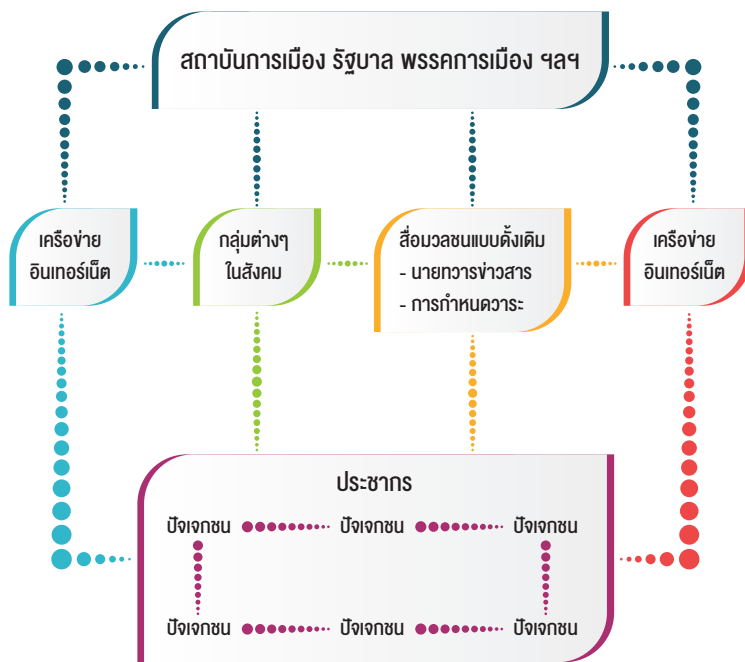 สถาบันการเมือง รัฐบาล พรรคการเมือง ฯลฯ
เครือข่าย
อินเทอร์เน็ต
กลุ่มต่างๆ
ในสังคม
สื่อมวลชนแบบดั้งเดิม
- นายทวารข่าวสาร
- การกำหนดวาระ
เครือข่าย
อินเทอร์เน็ต
ประชากร
ปัจเจกชน ปัจเจกชน ปัจเจกชน
ปัจเจกชน ปัจเจกชน ปัจเจกชน